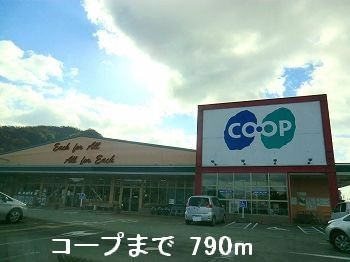 Each for All
All for Each
CO·OP
コープまで 790m